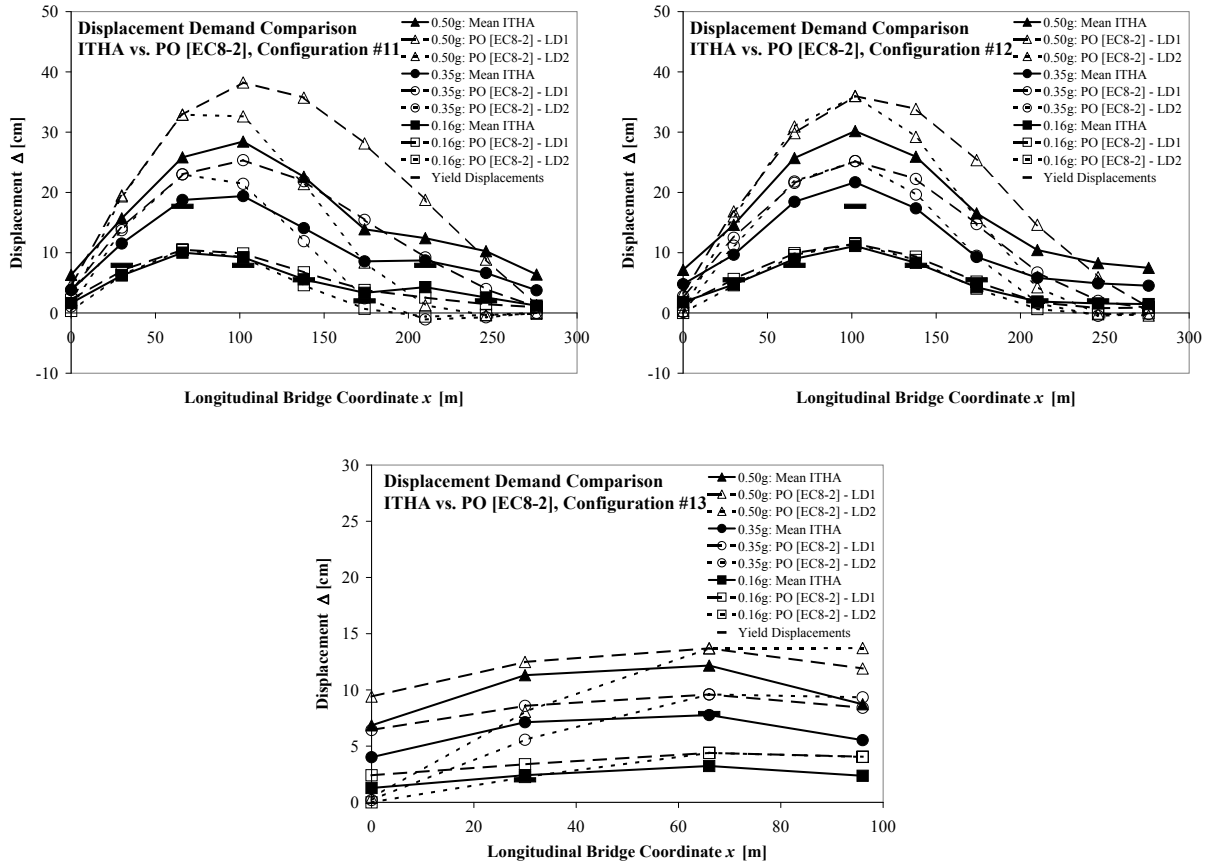 Displacement Demand Comparison
ITHA vs. PO [EC8-2], Configuration #11
0.50g: Mean ITHA
0.50g: PO [EC8-2] - LD1
0.50g: PO [EC8-2] - LD2
0.35g: Mean ITHA
0.35g: PO [EC8-2] - LD1
0.35g: PO [EC8-2] - LD2
0.16g: Mean ITHA
0.16g: PO [EC8-2] - LD1
0.16g: PO [EC8-2] - LD2
Yield Displacements
50
40
30
20
10
0
-10
0 50 100 150 200 250 300
Displacement Δ [cm]
Longitudinal Bridge Coordinate x [m]
Displacement Demand Comparison
ITHA vs. PO [EC8-2], Configuration #12
0.50g: Mean ITHA
0.50g: PO [EC8-2] - LD1
0.50g: PO [EC8-2] - LD2
0.35g: Mean ITHA
0.35g: PO [EC8-2] - LD1
0.35g: PO [EC8-2] - LD2
0.16g: Mean ITHA
0.16g: PO [EC8-2] - LD1
0.16g: PO [EC8-2] - LD2
Yield Displacements
50
40
30
20
10
0
-10
0 50 100 150 200 250 300
Displacement Δ [cm]
Longitudinal Bridge Coordinate x [m]
Displacement Demand Comparison
ITHA vs. PO [EC8-2], Configuration #13
0.50g: Mean ITHA
0.50g: PO [EC8-2] - LD1
0.50g: PO [EC8-2] - LD2
0.35g: Mean ITHA
0.35g: PO [EC8-2] - LD1
0.35g: PO [EC8-2] - LD2
0.16g: Mean ITHA
0.16g: PO [EC8-2] - LD1
0.16g: PO [EC8-2] - LD2
Yield Displacements
30
25
20
15
10
5
0
0 20 40 60 80 100
Displacement Δ [cm]
Longitudinal Bridge Coordinate x [m]